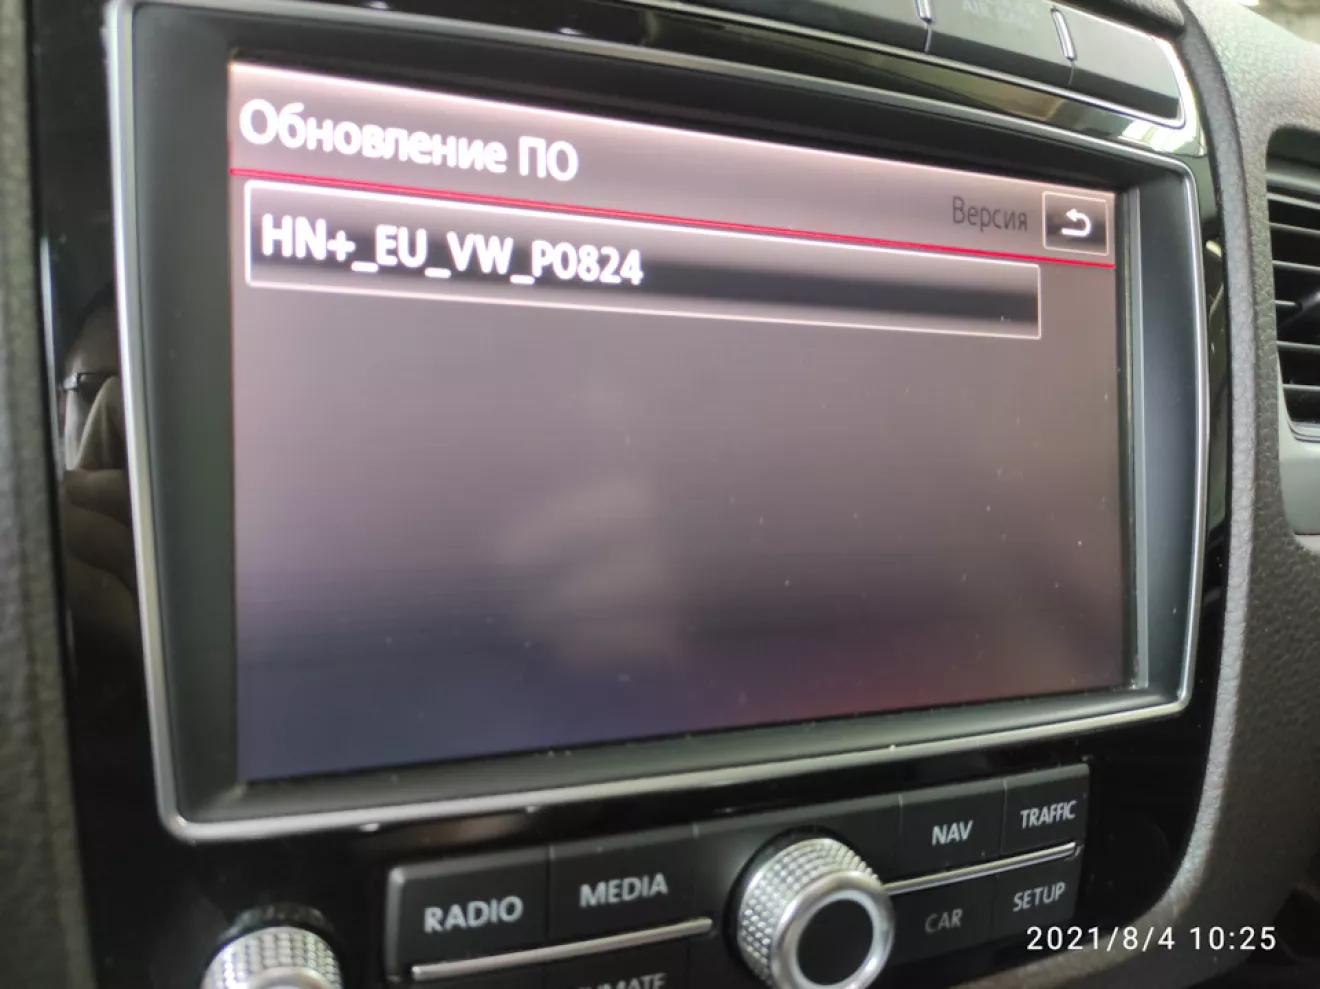 Обновление ПО
Версия
HN+_EU_VW_P0824
RADIO
MEDIA
NAV
TRAFFIC
CAR
SETUP
2021/8/4 10:25